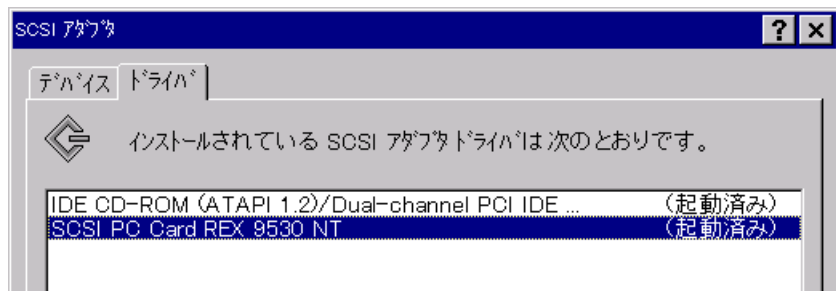 SCSI ｱﾀﾞﾌﾟﾀ
ﾃﾞﾊﾞｲｽ ﾄﾞﾗｲﾊﾞ
ｲﾝｽﾄｰﾙされている SCSI ｱﾀﾞﾌﾟﾀ ﾄﾞﾗｲﾊﾞは次のとおりです。
IDE CD-ROM (ATAPI 1.2)/Dual-channel PCI IDE ... (起動済み)
SCSI PC Card REX 9530 NT (起動済み)